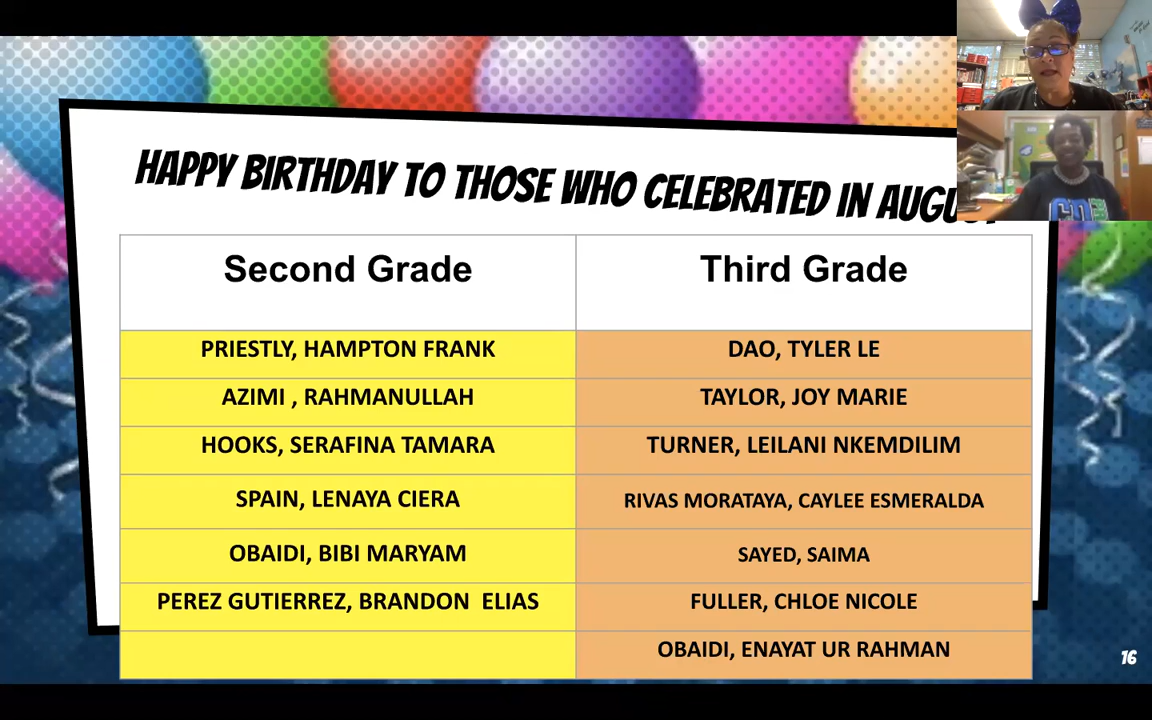 HAPPY BIRTHDAY TO THOSE WHO CELEBRATED IN
Second Grade
Third Grade
PRIESTLY, HAMPTON FRANK
DAO, TYLER LE
AZIMI , RAHMANULLAH
TAYLOR, JOY MARIE
HOOKS, SERAFINA TAMARA
TURNER, LEILANI NKEMDILIM
SPAIN, LENAYA CIERA
RIVAS MORATAYA, CAYLEE ESMERALDA
OBAIDI, BIBI MARYAM
SAYED, SAIMA
PEREZ GUTIERREZ, BRANDON  ELIAS
FULLER, CHLOE NICOLE
OBAIDI, ENAYAT UR RAHMAN
16